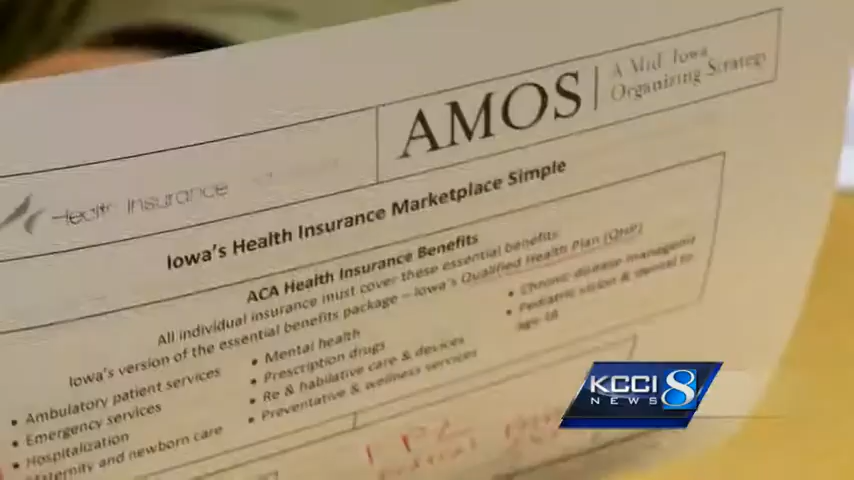 AMOS
A Mid-Iowa
Organizing Strategy
Health Insurance
Iowa's Health Insurance Marketplace Simple
ACA Health Insurance Benefits
All individual insurance must cover these essential benefits
Iowa's version of the essential benefits package – Iowa's Qualified Health Plan (QHP)
• Ambulatory patient services
• Emergency services
• Hospitalization
Maternity and newborn care
• Mental health
• Prescription drugs
• Re & habilative care & devices
• Preventative & wellness services
• Chronic disease manageme
• Pediatric vision & dental to
age 18
KCCI 8
NEWS